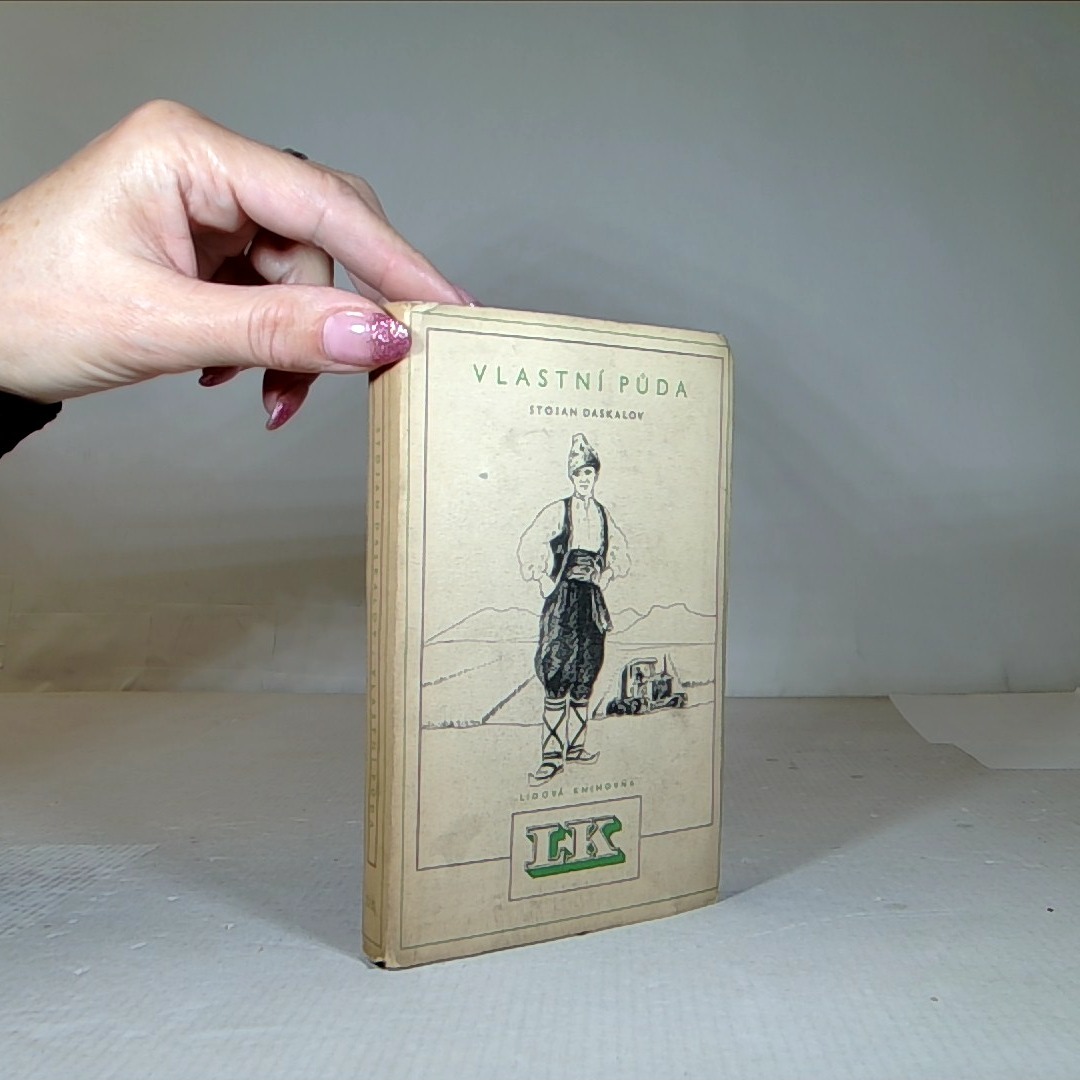 VLASTNÍ PŮDA
STOJAN DASKALOV
LIDOVÁ KNIHOVNA
LK